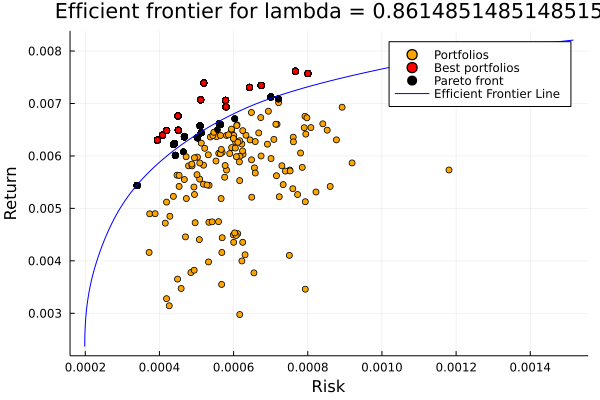 Efficient frontier for lambda = 0.8614851485148515
Portfolios
Best portfolios
Pareto front
Efficient Frontier Line
Return
0.008
0.007
0.006
0.005
0.004
0.003
0.0002 0.0004 0.0006 0.0008 0.0010 0.0012 0.0014
Risk